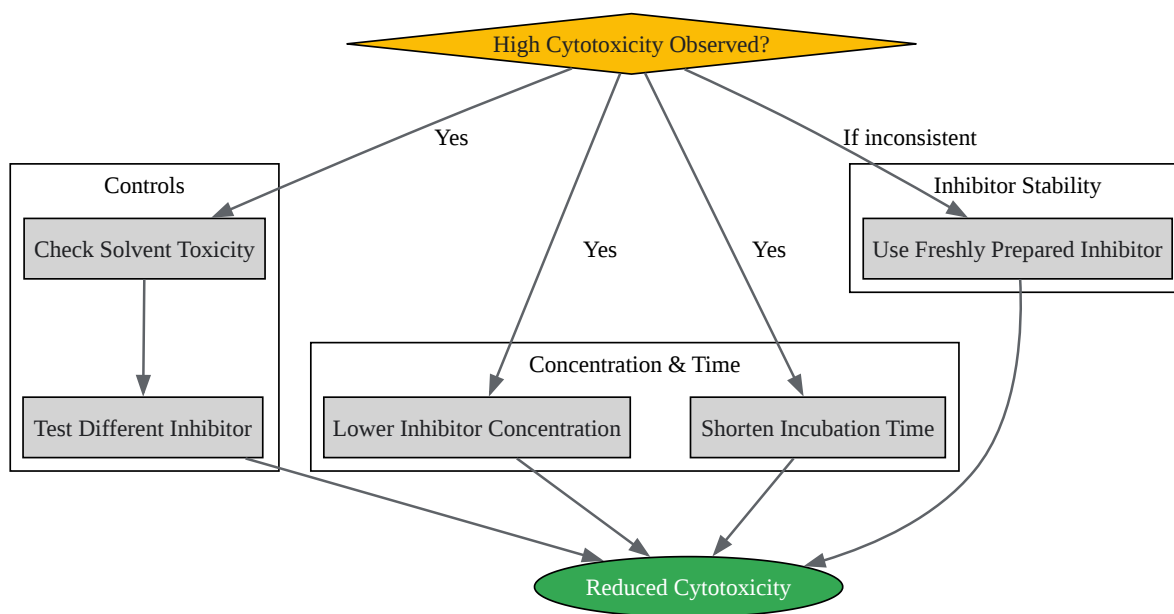 High Cytotoxicity Observed?
Yes
If inconsistent
Controls
Inhibitor Stability
Check Solvent Toxicity
Use Freshly Prepared Inhibitor
Yes
Yes
Concentration & Time
Test Different Inhibitor
Lower Inhibitor Concentration
Shorten Incubation Time
Reduced Cytotoxicity